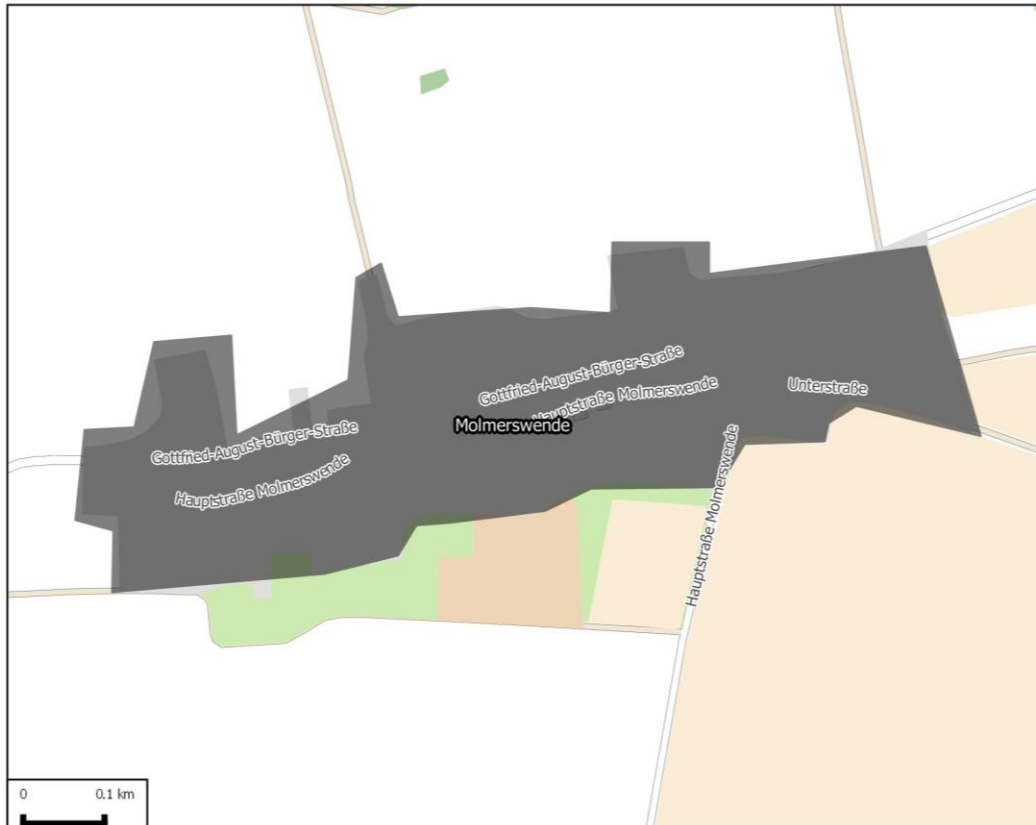 Gottfried-August-Bürger-Straße
Hauptstraße Molmerswende
Unterstraße
Molmerswende
Gottfried-August-Bürger-Straße
Hauptstraße Molmerswende
Hauptstraße Molmerswende
0 0.1 km